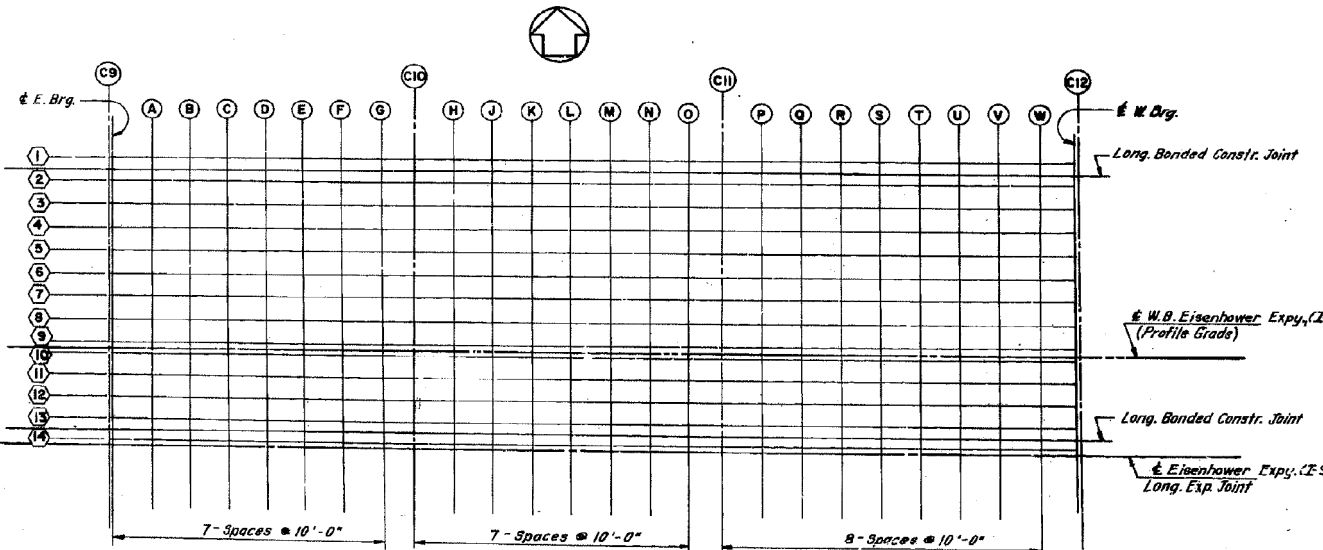 C9
C10
C11
C12
₵ E. Brg.
A B C D E F G H J K L M N O P Q R S T U V W
₵ W. Brg.
1
Long. Bonded Constr. Joint
2
3
4
5
6
7
8
₵ W.B. Eisenhower Expy.
(Profile Grade)
9
10
11
12
13
Long. Bonded Constr. Joint
14
₵ Eisenhower Expy.
Long. Exp. Joint
7-Spaces @ 10'-0"
7-Spaces @ 10'-0"
8-Spaces @ 10'-0"